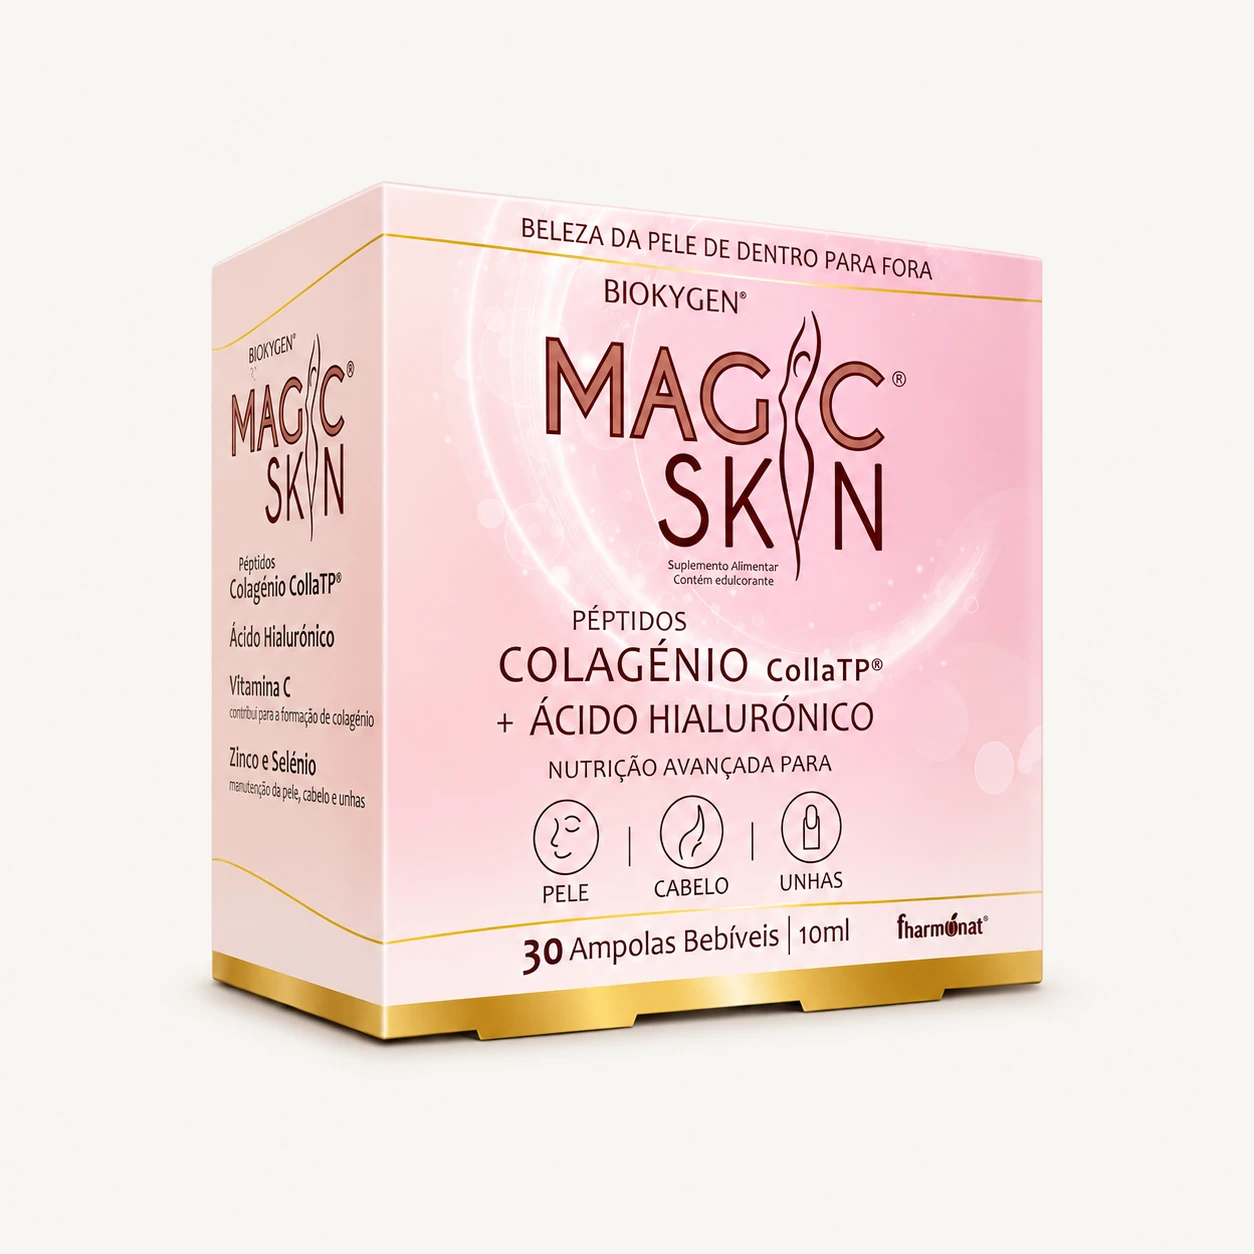 BELEZA DA PELE DE DENTRO PARA FORA
BIOKYGEN®
MAGIC®
SKIN
Suplemento Alimentar
Contém edulcorante
PÉPTIDOS
COLAGÉNIO CollaTP®
+ ÁCIDO HIALURÓNICO
NUTRIÇÃO AVANÇADA PARA
PELE | CABELO | UNHAS
30 Ampolas Bebíveis | 10ml
fharmonat®
BIOKYGEN®
MAGIC®
SKIN
Péptidos
Colagénio CollaTP®
Ácido Hialurónico
Vitamina C
contribui para a formação de colagénio
Zinco e Selénio
manutenção da pele, cabelo e unhas